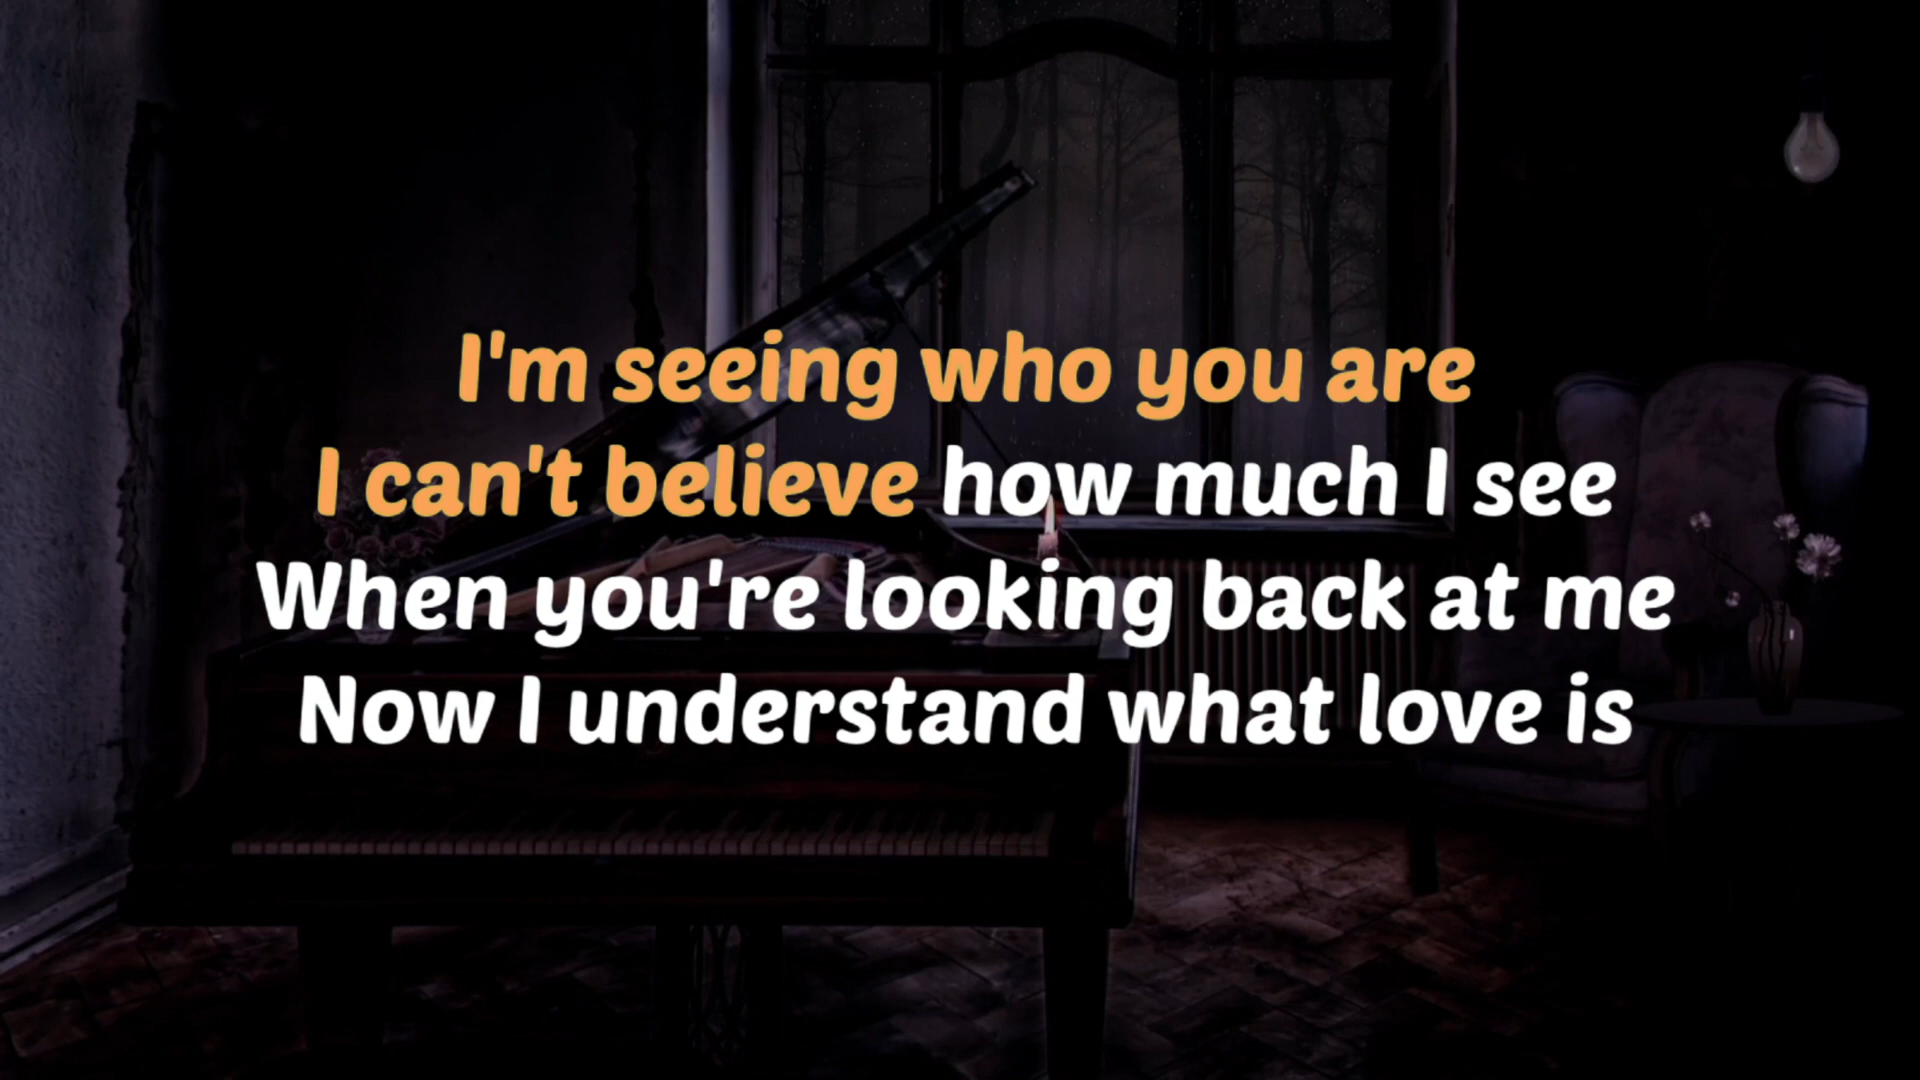 I'm seeing who you are
I can't believe how much I see
When you're looking back at me
Now I understand what love is